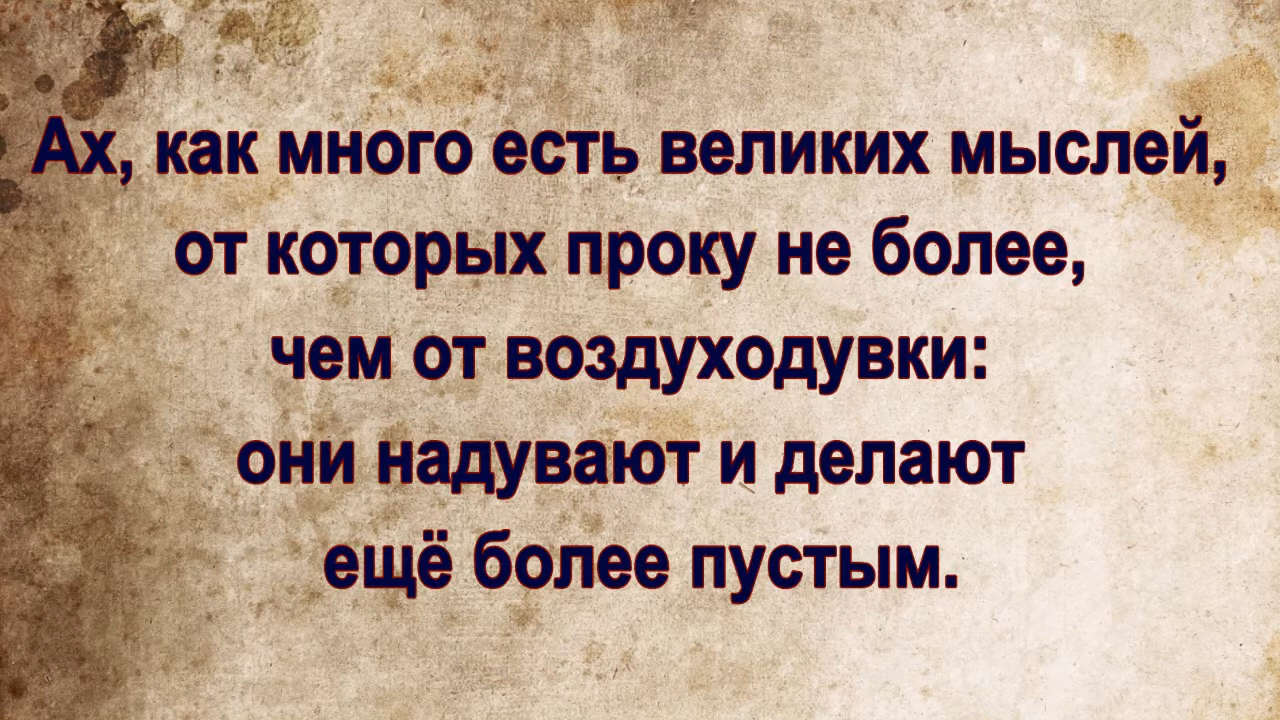 Ах, как много есть великих мыслей,
от которых проку не более,
чем от воздуходувки:
они надувают и делают
ещё более пустым.